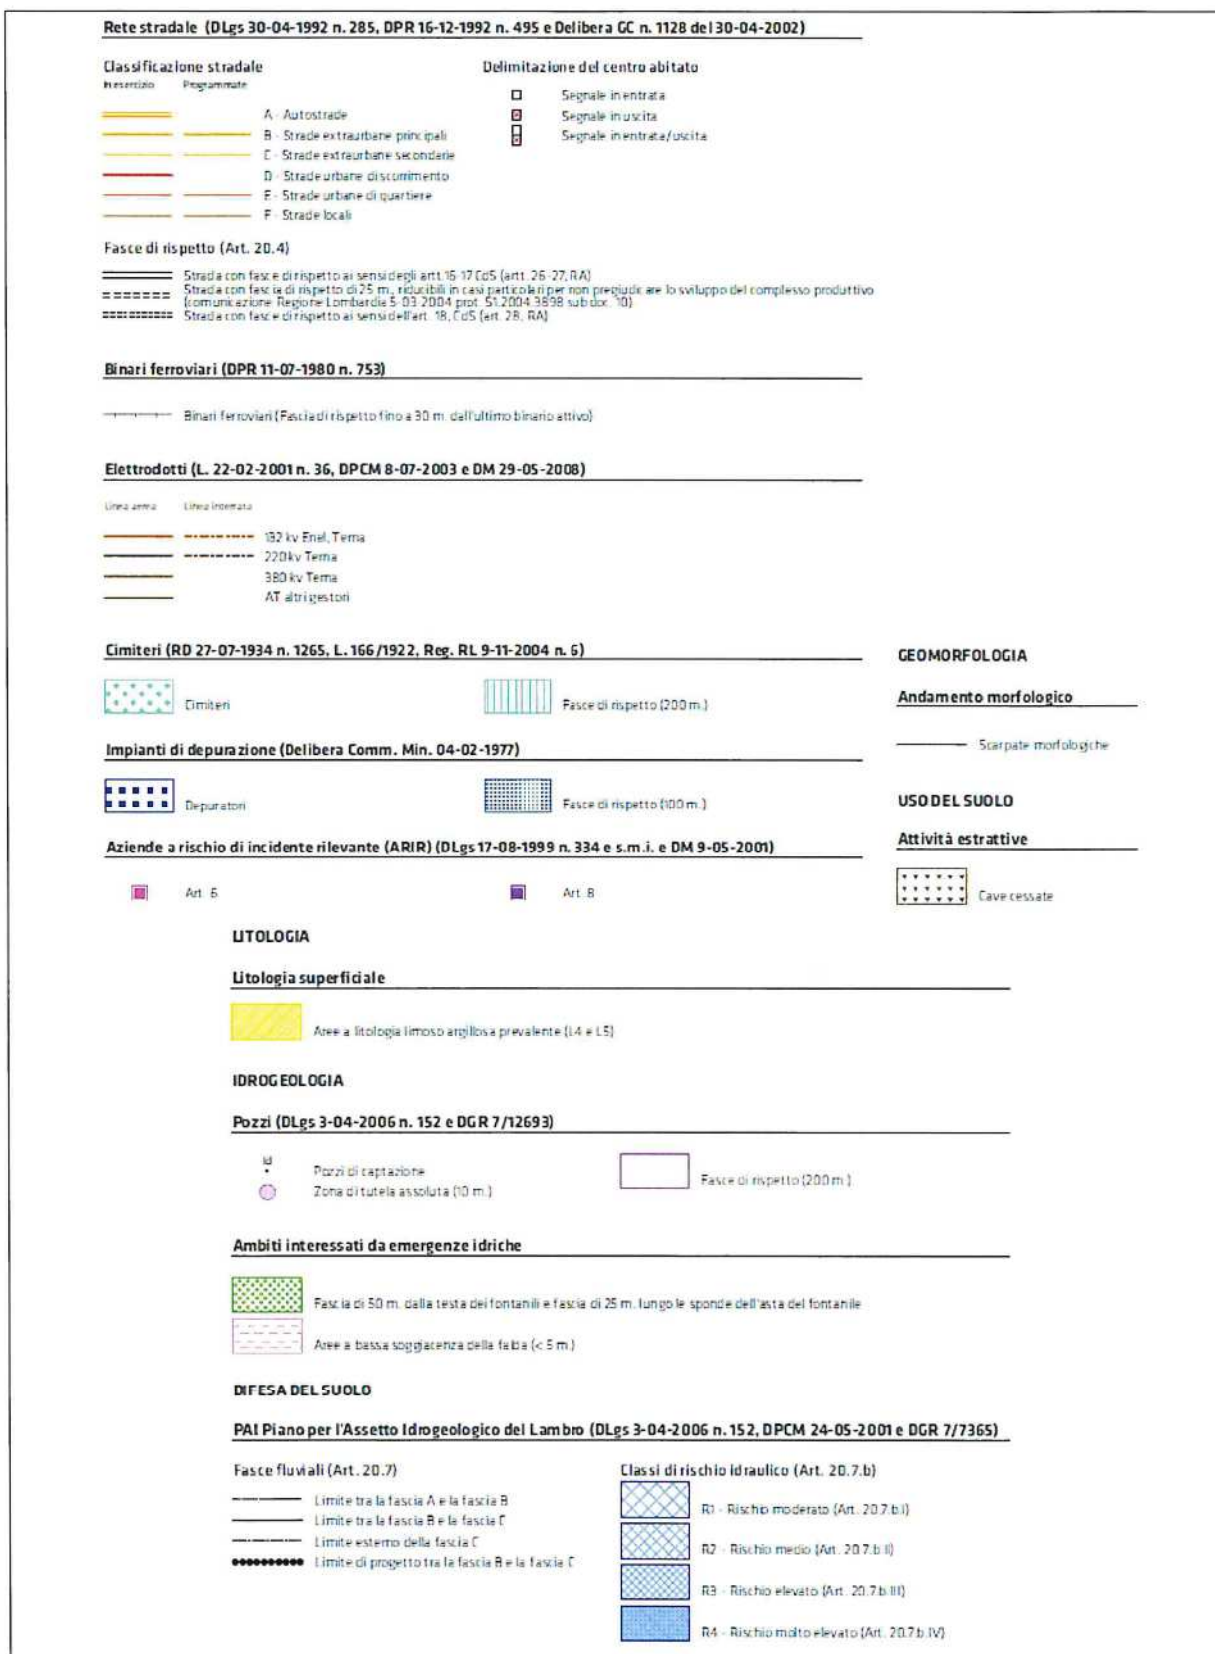 Rete stradale (DLgs 30-04-1992 n. 285, DPR 16-12-1992 n. 495 e Delibera GC n. 1128 del 30-04-2002)
Classificazione stradale
In esercizio Programmate
A - Autostrade
B - Strade extraurbane principali
C - Strade extraurbane secondarie
D - Strade urbane di scorrimento
E - Strade urbane di quartiere
F - Strade locali
Delimitazione del centro abitato
Segnale in entrata
Segnale in uscita
Segnale in entrata/uscita
Fasce di rispetto (Art. 20.4)
Strada con fasce di rispetto ai sensi degli artt.16-17 CdS (artt. 26-27, RA)
Strada con fascia di rispetto di 25 m., riducibili in casi particolari per non pregiudicare lo sviluppo del complesso produttivo
(comunicazione Regione Lombardia 5-03-2004 prot. S1.2004.3898 sub doc. 10)
Strada con fasce di rispetto ai sensi dell'art. 18, CdS (art. 28, RA)
Binari ferroviari (DPR 11-07-1980 n. 753)
Binari ferroviari (Fascia di rispetto fino a 30 m. dall'ultimo binario attivo)
Elettrodotti (L. 22-02-2001 n. 36, DPCM 8-07-2003 e DM 29-05-2008)
Linea aerea Linea interrata
132 kv Enel, Terna
220 kv Terna
380 kv Terna
AT altri gestori
Cimiteri (RD 27-07-1934 n. 1265, L. 166/1922, Reg. RL 9-11-2004 n. 6)
Cimiteri
Fasce di rispetto (200 m.)
Impianti di depurazione (Delibera Comm. Min. 04-02-1977)
Depuratori
Fasce di rispetto (100 m.)
Aziende a rischio di incidente rilevante (ARIR) (DLgs 17-08-1999 n. 334 e s.m.i. e DM 9-05-2001)
Art. 6
Art. 8
GEOMORFOLOGIA
Andamento morfologico
Scarpate morfologiche
USO DEL SUOLO
Attività estrattive
Cave cessate
LITOLOGIA
Litologia superficiale
Aree a litologia limoso argillosa prevalente (L4 e L5)
IDROGEOLOGIA
Pozzi (DLgs 3-04-2006 n. 152 e DGR 7/12693)
id
Pozzi di captazione
Zona di tutela assoluta (10 m.)
Fasce di rispetto (200 m.)
Ambiti interessati da emergenze idriche
Fascia di 50 m. dalla testa dei fontanili e fascia di 25 m. lungo le sponde dell'asta del fontanile
Aree a bassa soggiacenza della falda (< 5 m.)
DIFESA DEL SUOLO
PAI Piano per l'Assetto Idrogeologico del Lambro (DLgs 3-04-2006 n. 152, DPCM 24-05-2001 e DGR 7/7365)
Fasce fluviali (Art. 20.7)
Limite tra la fascia A e la fascia B
Limite tra la fascia B e la fascia C
Limite esterno della fascia C
Limite di progetto tra la fascia B e la fascia C
Classi di rischio idraulico (Art. 20.7.b)
R1 - Rischio moderato (Art. 20.7.b.I)
R2 - Rischio medio (Art. 20.7.b.II)
R3 - Rischio elevato (Art. 20.7.b.III)
R4 - Rischio molto elevato (Art. 20.7.b.IV)